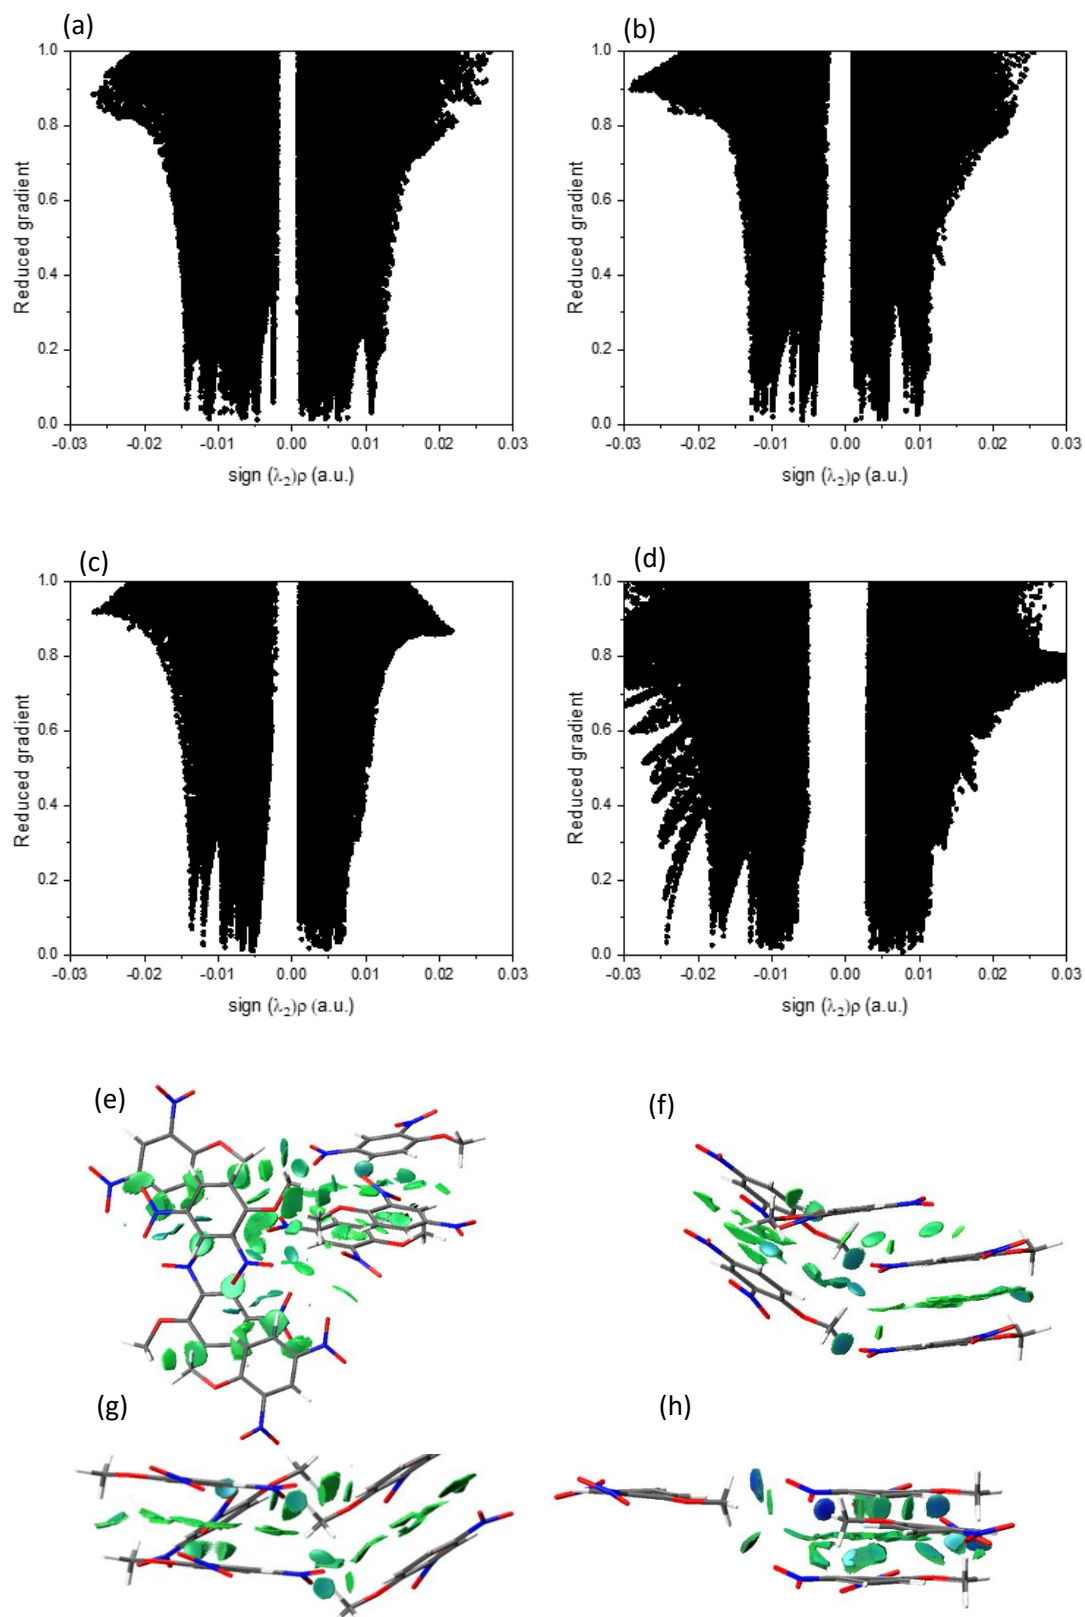 (a)
1.0
0.8
0.6
0.4
0.2
0.0
Reduced gradient
-0.03 -0.02 -0.01 0.00 0.01 0.02 0.03
sign (λ₂)ρ (a.u.)
(b)
1.0
0.8
0.6
0.4
0.2
0.0
Reduced gradient
-0.03 -0.02 -0.01 0.00 0.01 0.02 0.03
sign (λ₂)ρ (a.u.)
(c)
1.0
0.8
0.6
0.4
0.2
0.0
Reduced gradient
-0.03 -0.02 -0.01 0.00 0.01 0.02 0.03
sign (λ₂)ρ (a.u.)
(d)
1.0
0.8
0.6
0.4
0.2
0.0
Reduced gradient
-0.03 -0.02 -0.01 0.00 0.01 0.02 0.03
sign (λ₂)ρ (a.u.)
(e)
(f)
(g)
(h)